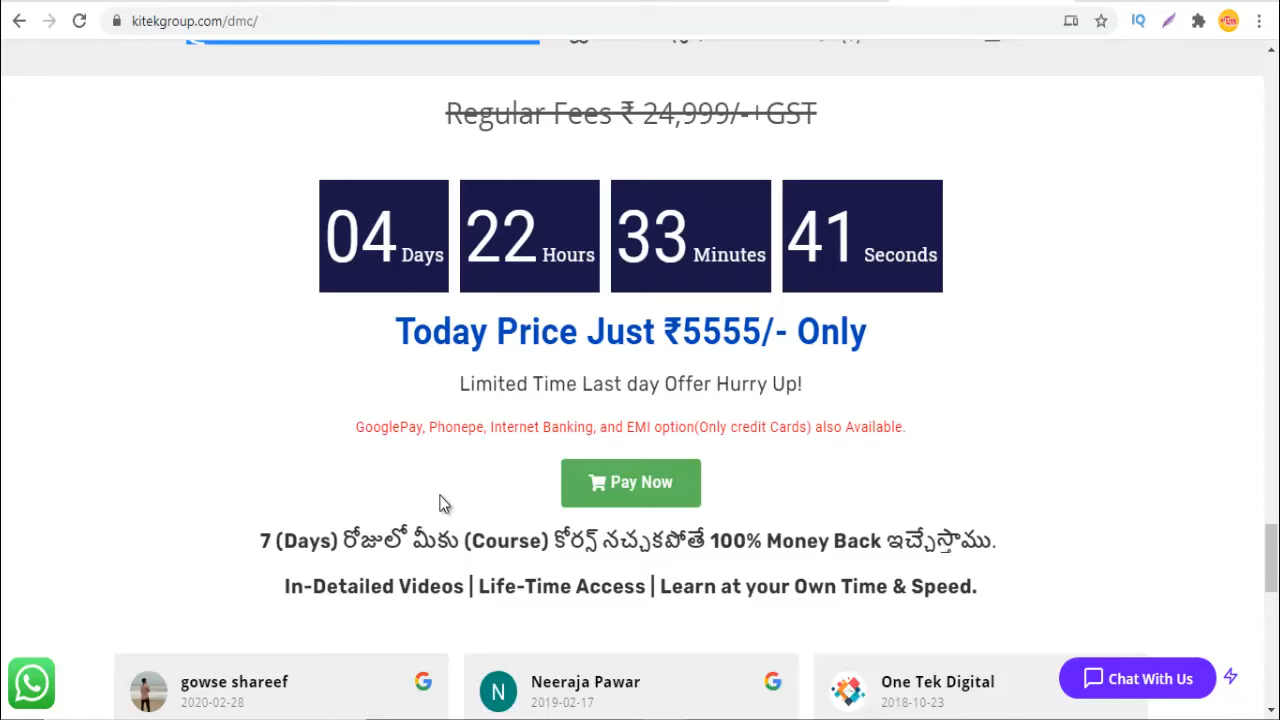 kitekgroup.com/dmc/
IQ
Regular Fees ₹ 24,999/-+GST
04 Days 22 Hours 33 Minutes 41 Seconds
Today Price Just ₹5555/- Only
Limited Time Last day Offer Hurry Up!
GooglePay, Phonepe, Internet Banking, and EMI option(Only credit Cards) also Available.
Pay Now
7 (Days) రోజులో మీకు (Course) కోర్స్ నచ్చకపోతే 100% Money Back ఇచ్చేస్తాము.
In-Detailed Videos | Life-Time Access | Learn at your Own Time & Speed.
gowse shareef
2020-02-28
G
N
Neeraja Pawar
2019-02-17
G
One Tek Digital
2018-10-23
Chat With Us